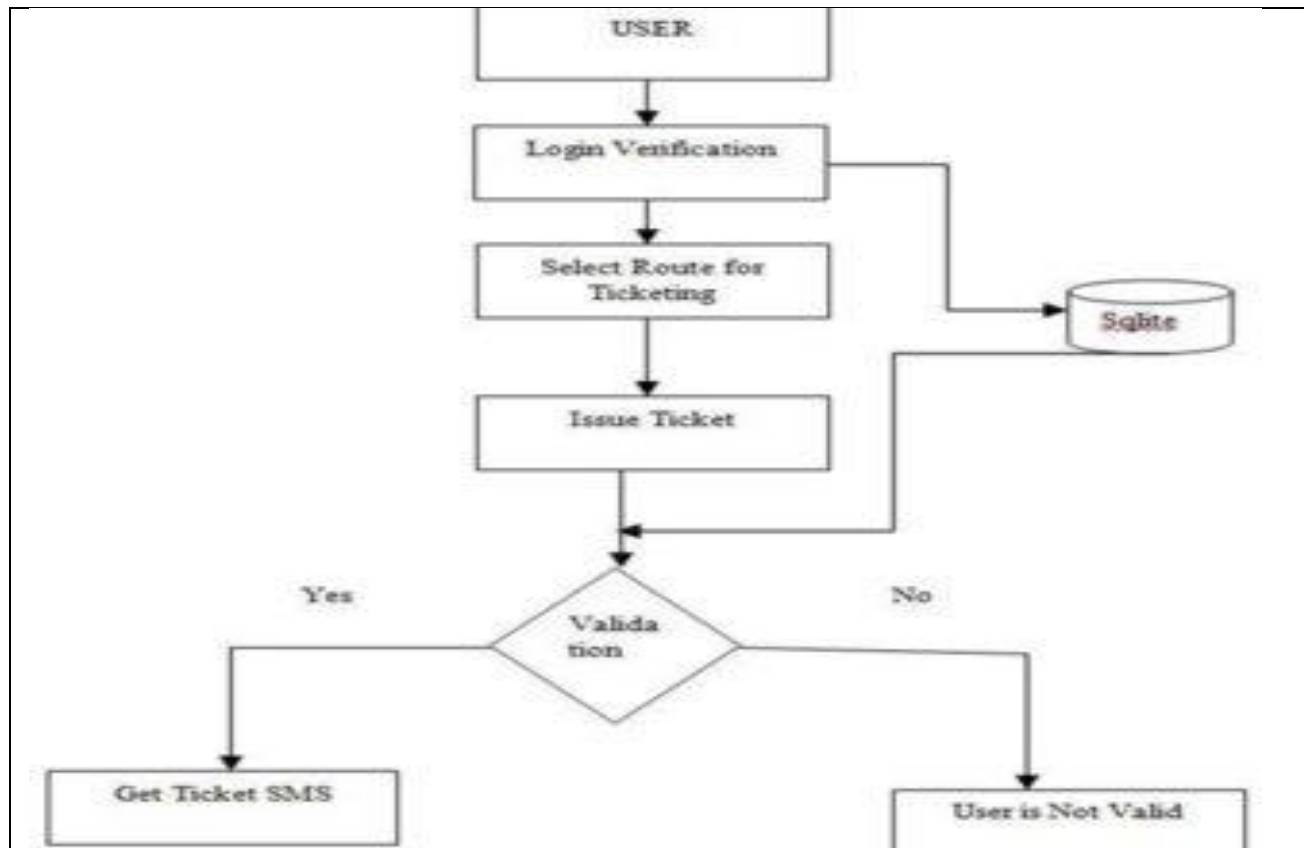 USER
Login Verification
Select Route for
Ticketing
Sqlite
Issue Ticket
Yes
No
Valida
tion
Get Ticket SMS
User is Not Valid